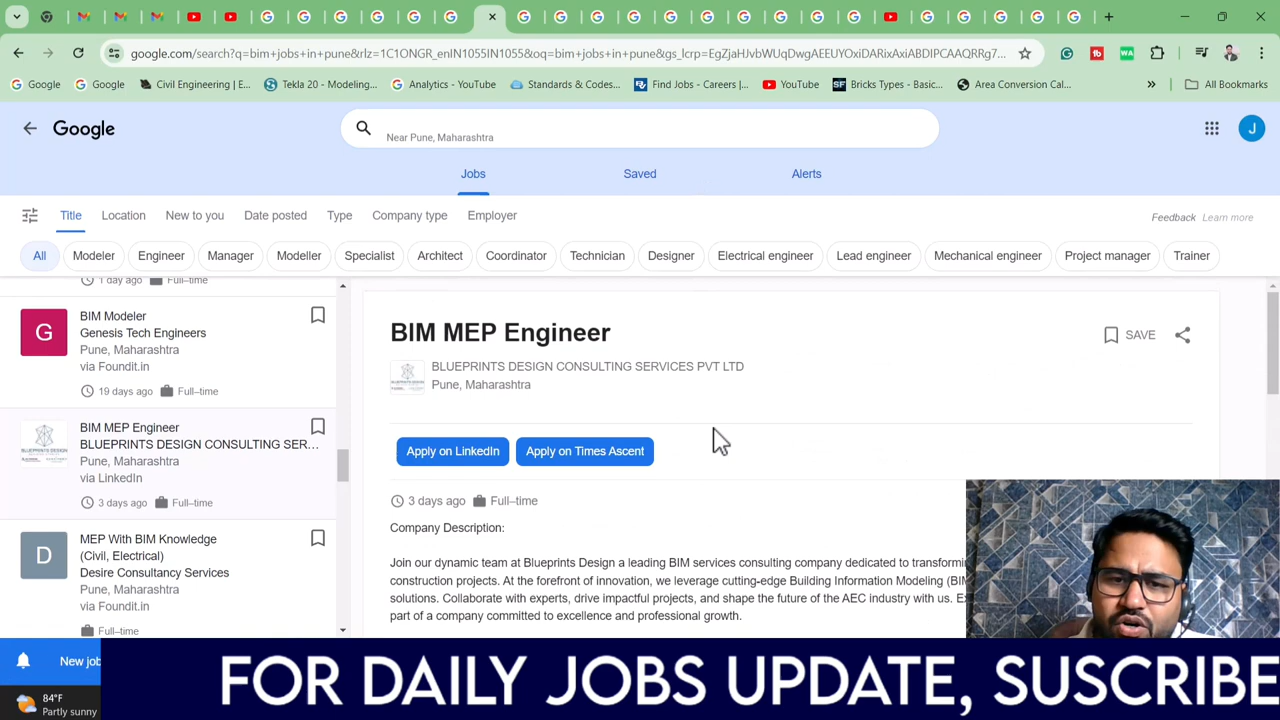 google.com/search?q=bim+jobs+in+pune&rlz=1C1ONGR_enIN1055IN1055&oq=bim+jobs+in+pune&gs_lcrp=EgZjaHJvbWUqDwgAEEUYOxiDARixAxiABDIPCAAQRRg7...
WA
Google
Google
Civil Engineering | E...
Tekla 20 - Modeling...
Analytics - YouTube
Standards & Codes...
Find Jobs - Careers |...
YouTube
SF
Bricks Types - Basic...
Area Conversion Cal...
All Bookmarks
Google
Near Pune, Maharashtra
J
Jobs
Saved
Alerts
Title
Location
New to you
Date posted
Type
Company type
Employer
Feedback
Learn more
All
Modeler
Engineer
Manager
Modeller
Specialist
Architect
Coordinator
Technician
Designer
Electrical engineer
Lead engineer
Mechanical engineer
Project manager
Trainer
1 day ago
Full–time
G
BIM Modeler
Genesis Tech Engineers
Pune, Maharashtra
via Foundit.in
19 days ago
Full–time
BIM MEP Engineer
BLUEPRINTS DESIGN CONSULTING SER...
Pune, Maharashtra
via LinkedIn
3 days ago
Full–time
D
MEP With BIM Knowledge
(Civil, Electrical)
Desire Consultancy Services
Pune, Maharashtra
via Foundit.in
Full–time
BIM MEP Engineer
SAVE
BLUEPRINTS DESIGN CONSULTING SERVICES PVT LTD
Pune, Maharashtra
Apply on LinkedIn
Apply on Times Ascent
3 days ago
Full–time
Company Description:
Join our dynamic team at Blueprints Design a leading BIM services consulting company dedicated to transformin
construction projects. At the forefront of innovation, we leverage cutting-edge Building Information Modeling (BIM
solutions. Collaborate with experts, drive impactful projects, and shape the future of the AEC industry with us. Ex
part of a company committed to excellence and professional growth.
New job
84°F
Partly sunny
FOR DAILY JOBS UPDATE, SUSCRIBE